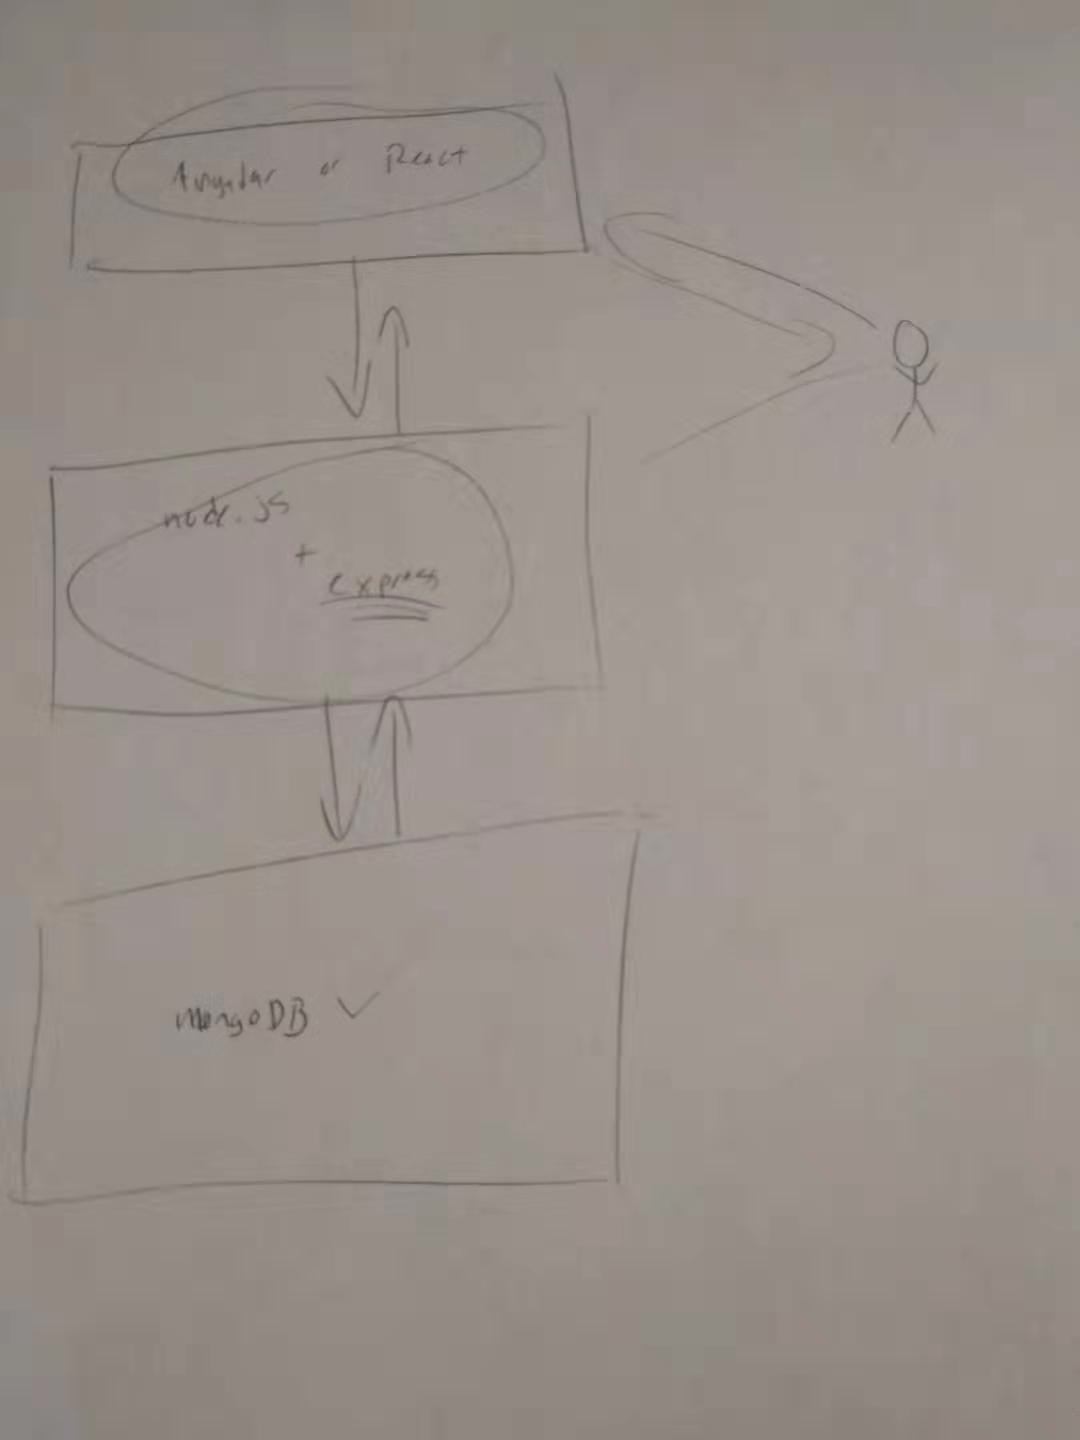 Angular or React
node.js
+
express
MongoDB ✓